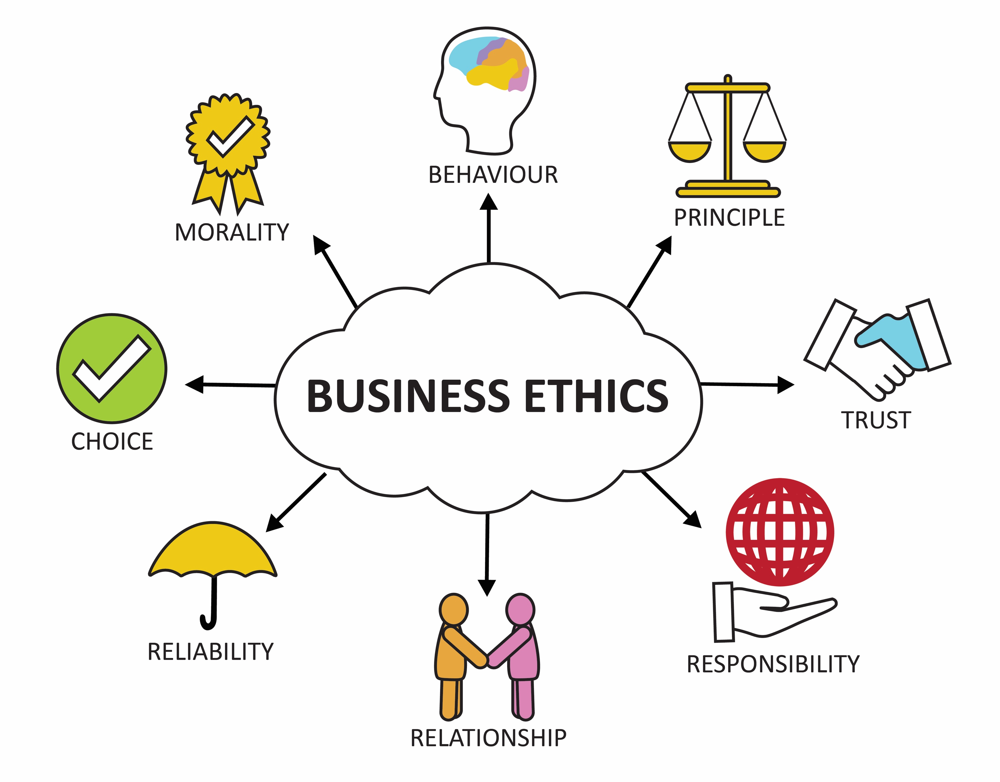 BEHAVIOUR
PRINCIPLE
MORALITY
BUSINESS ETHICS
TRUST
CHOICE
RELIABILITY
RESPONSIBILITY
RELATIONSHIP